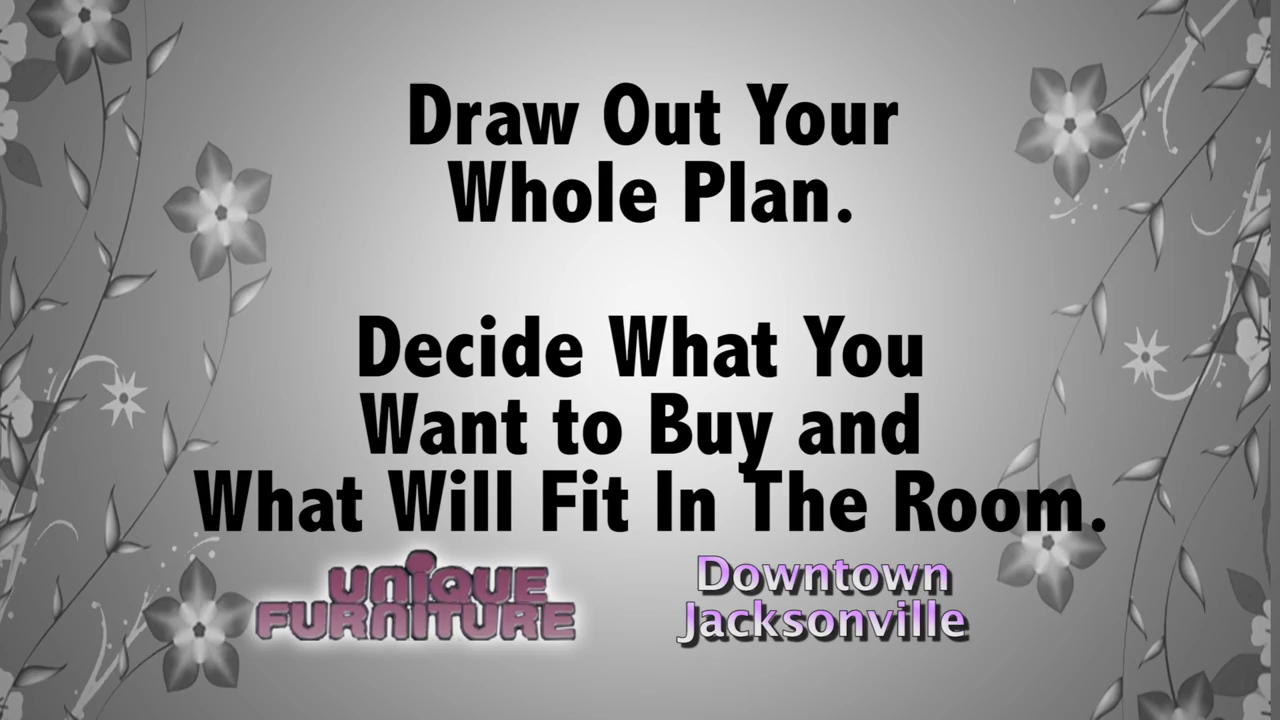 Draw Out Your
Whole Plan.
Decide What You
Want to Buy and
What Will Fit In The Room.
UNIQUE
FURNITURE
Downtown
Jacksonville